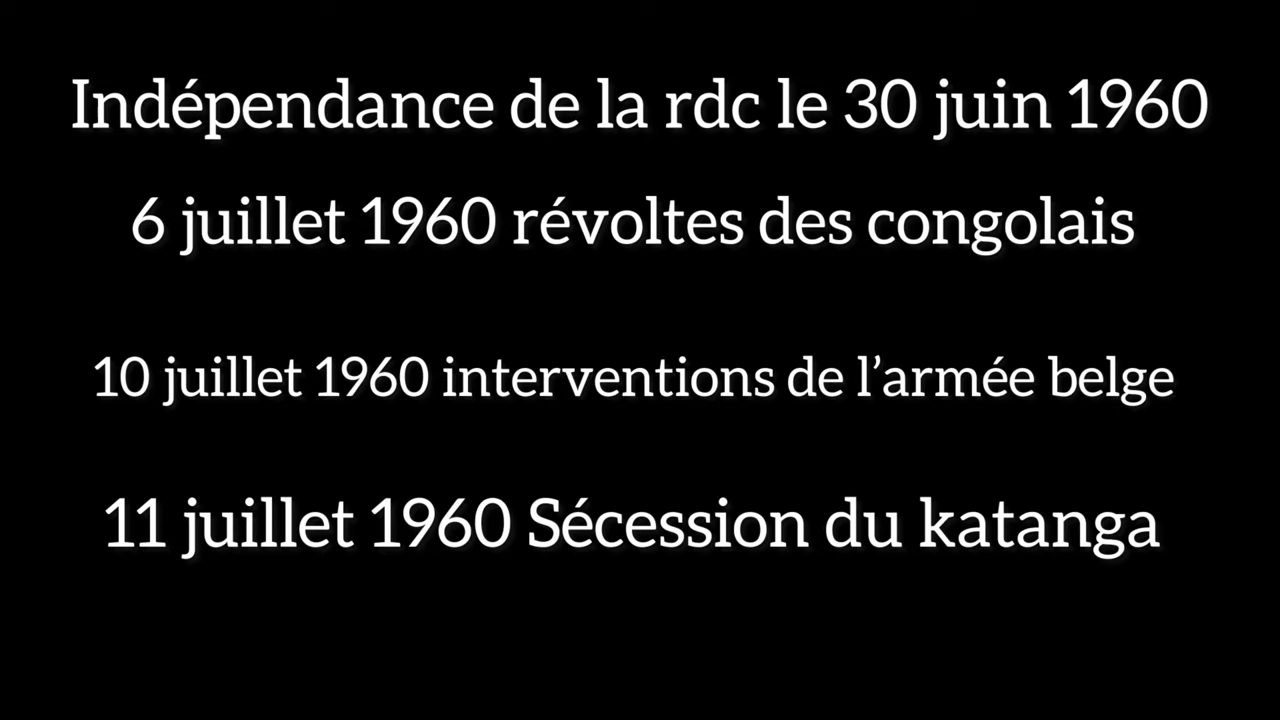 Indépendance de la rdc le 30 juin 1960
6 juillet 1960 révoltes des congolais
10 juillet 1960 interventions de l’armée belge
11 juillet 1960 Sécession du katanga